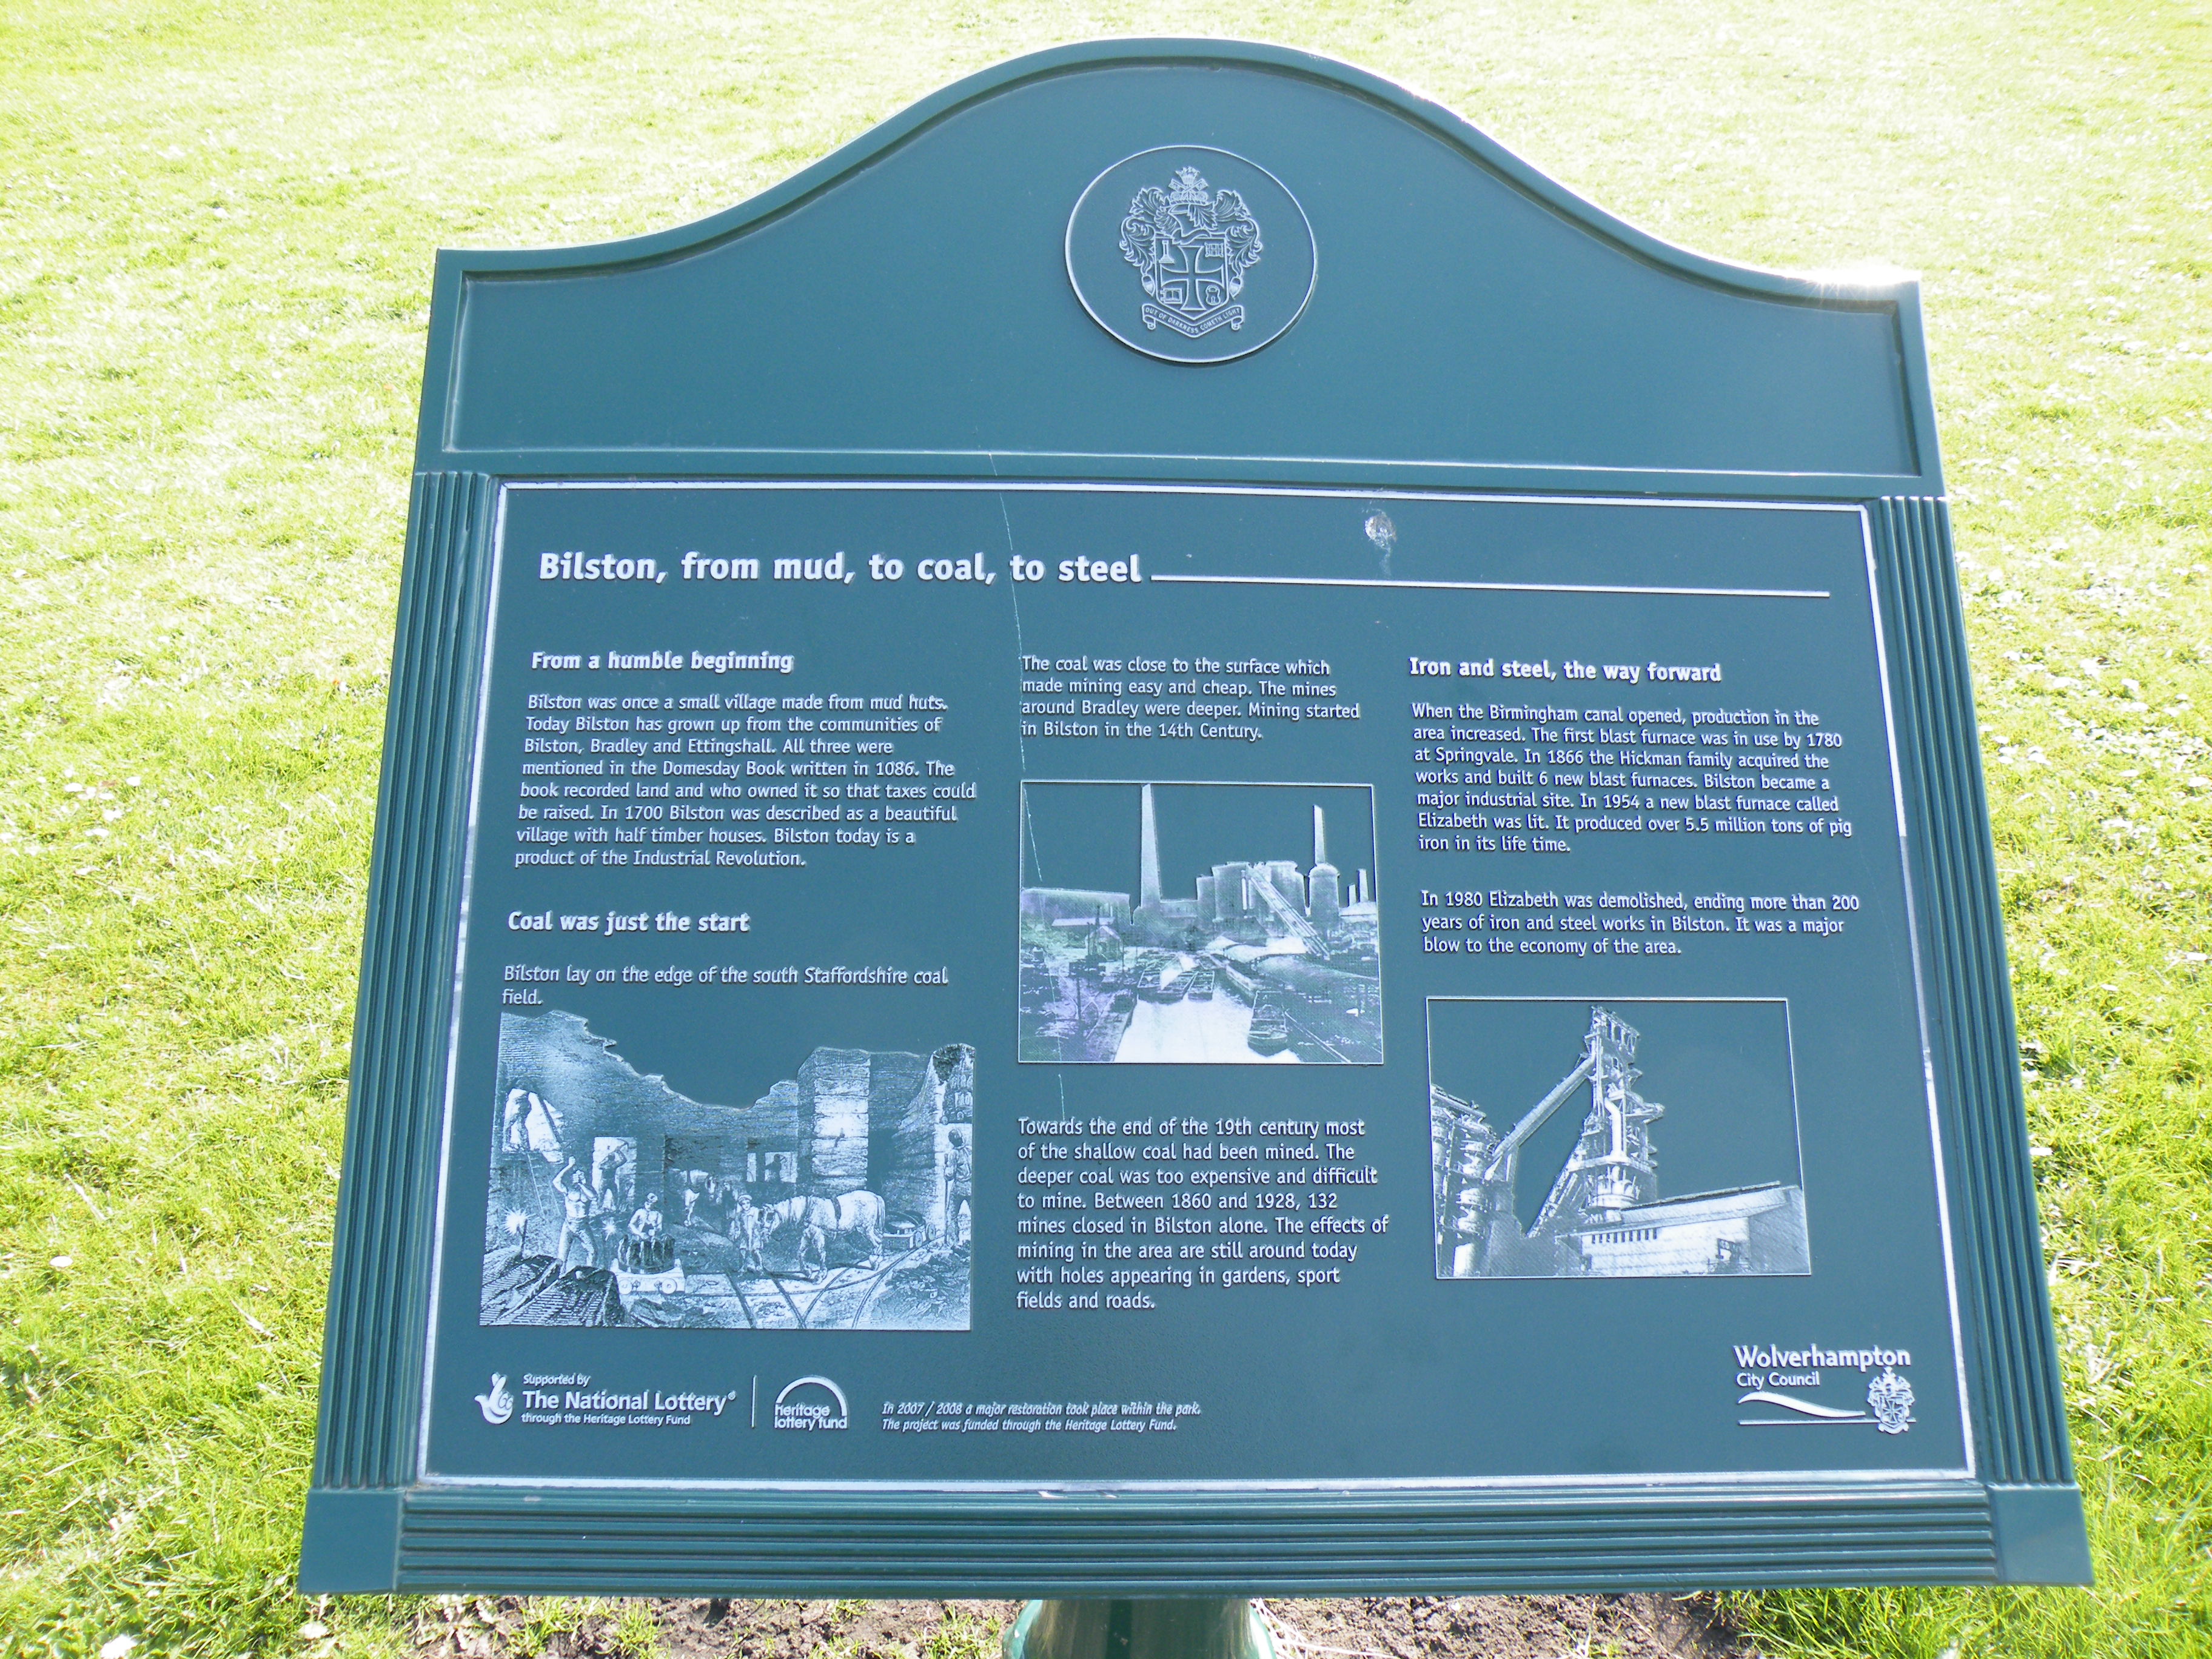 OUT OF DARKNESS COMETH LIGHT
Bilston, from mud, to coal, to steel
From a humble beginning
Bilston was once a small village made from mud huts.
Today Bilston has grown up from the communities of
Bilston, Bradley and Ettingshall. All three were
mentioned in the Domesday Book written in 1086. The
book recorded land and who owned it so that taxes could
be raised. In 1700 Bilston was described as a beautiful
village with half timber houses. Bilston today is a
product of the Industrial Revolution.
Coal was just the start
Bilston lay on the edge of the south Staffordshire coal
field.
The coal was close to the surface which
made mining easy and cheap. The mines
around Bradley were deeper. Mining started
in Bilston in the 14th Century.
Towards the end of the 19th century most
of the shallow coal had been mined. The
deeper coal was too expensive and difficult
to mine. Between 1860 and 1928, 132
mines closed in Bilston alone. The effects of
mining in the area are still around today
with holes appearing in gardens, sport
fields and roads.
Iron and steel, the way forward
When the Birmingham canal opened, production in the
area increased. The first blast furnace was in use by 1780
at Springvale. In 1866 the Hickman family acquired the
works and built 6 new blast furnaces. Bilston became a
major industrial site. In 1954 a new blast furnace called
Elizabeth was lit. It produced over 5.5 million tons of pig
iron in its life time.
In 1980 Elizabeth was demolished, ending more than 200
years of iron and steel works in Bilston. It was a major
blow to the economy of the area.
Supported by
The National Lottery®
through the Heritage Lottery Fund
heritage
lottery fund
In 2007 / 2008 a major restoration took place within the park.
The project was funded through the Heritage Lottery Fund.
Wolverhampton
City Council